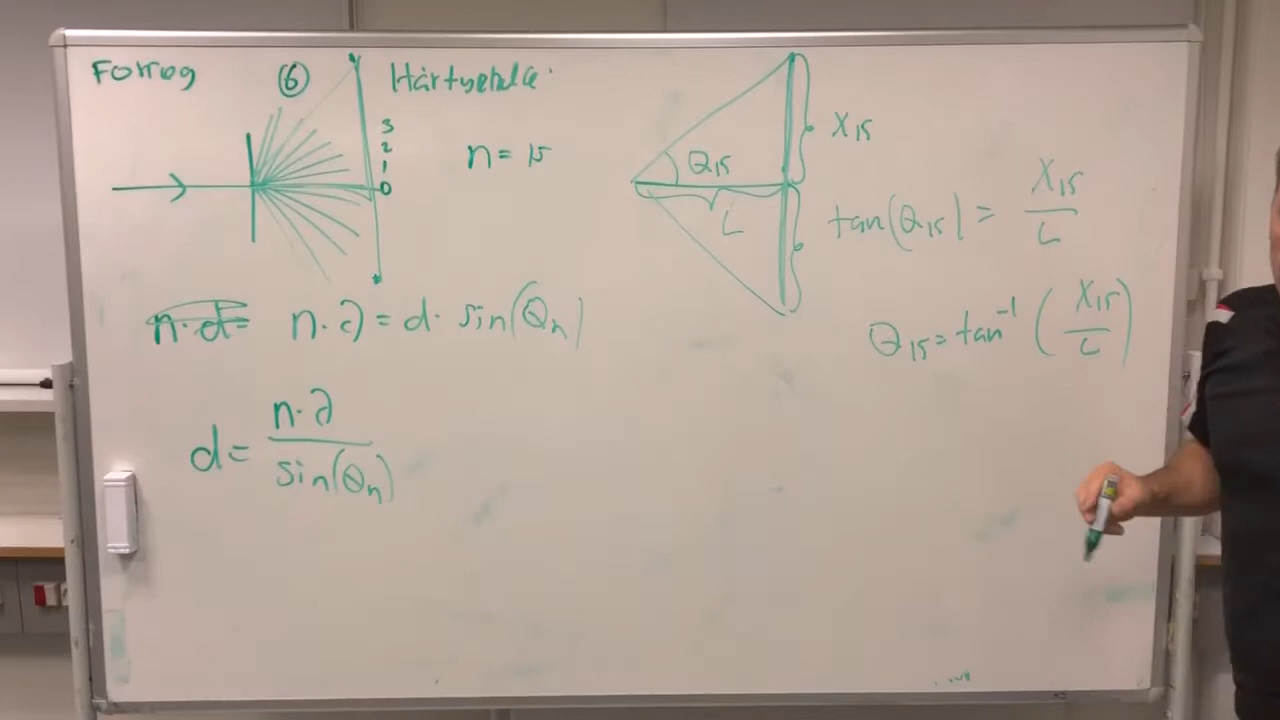 Forsøg 6 Hårtykkelse:
3
2
1
0
n = 15
n·d=
n·λ = d· sin(θn)
d = n·λ / sin(θn)
θ15
x15
L
tan(θ15) = x15 / L
θ15 = tan⁻¹ (x15 / L)